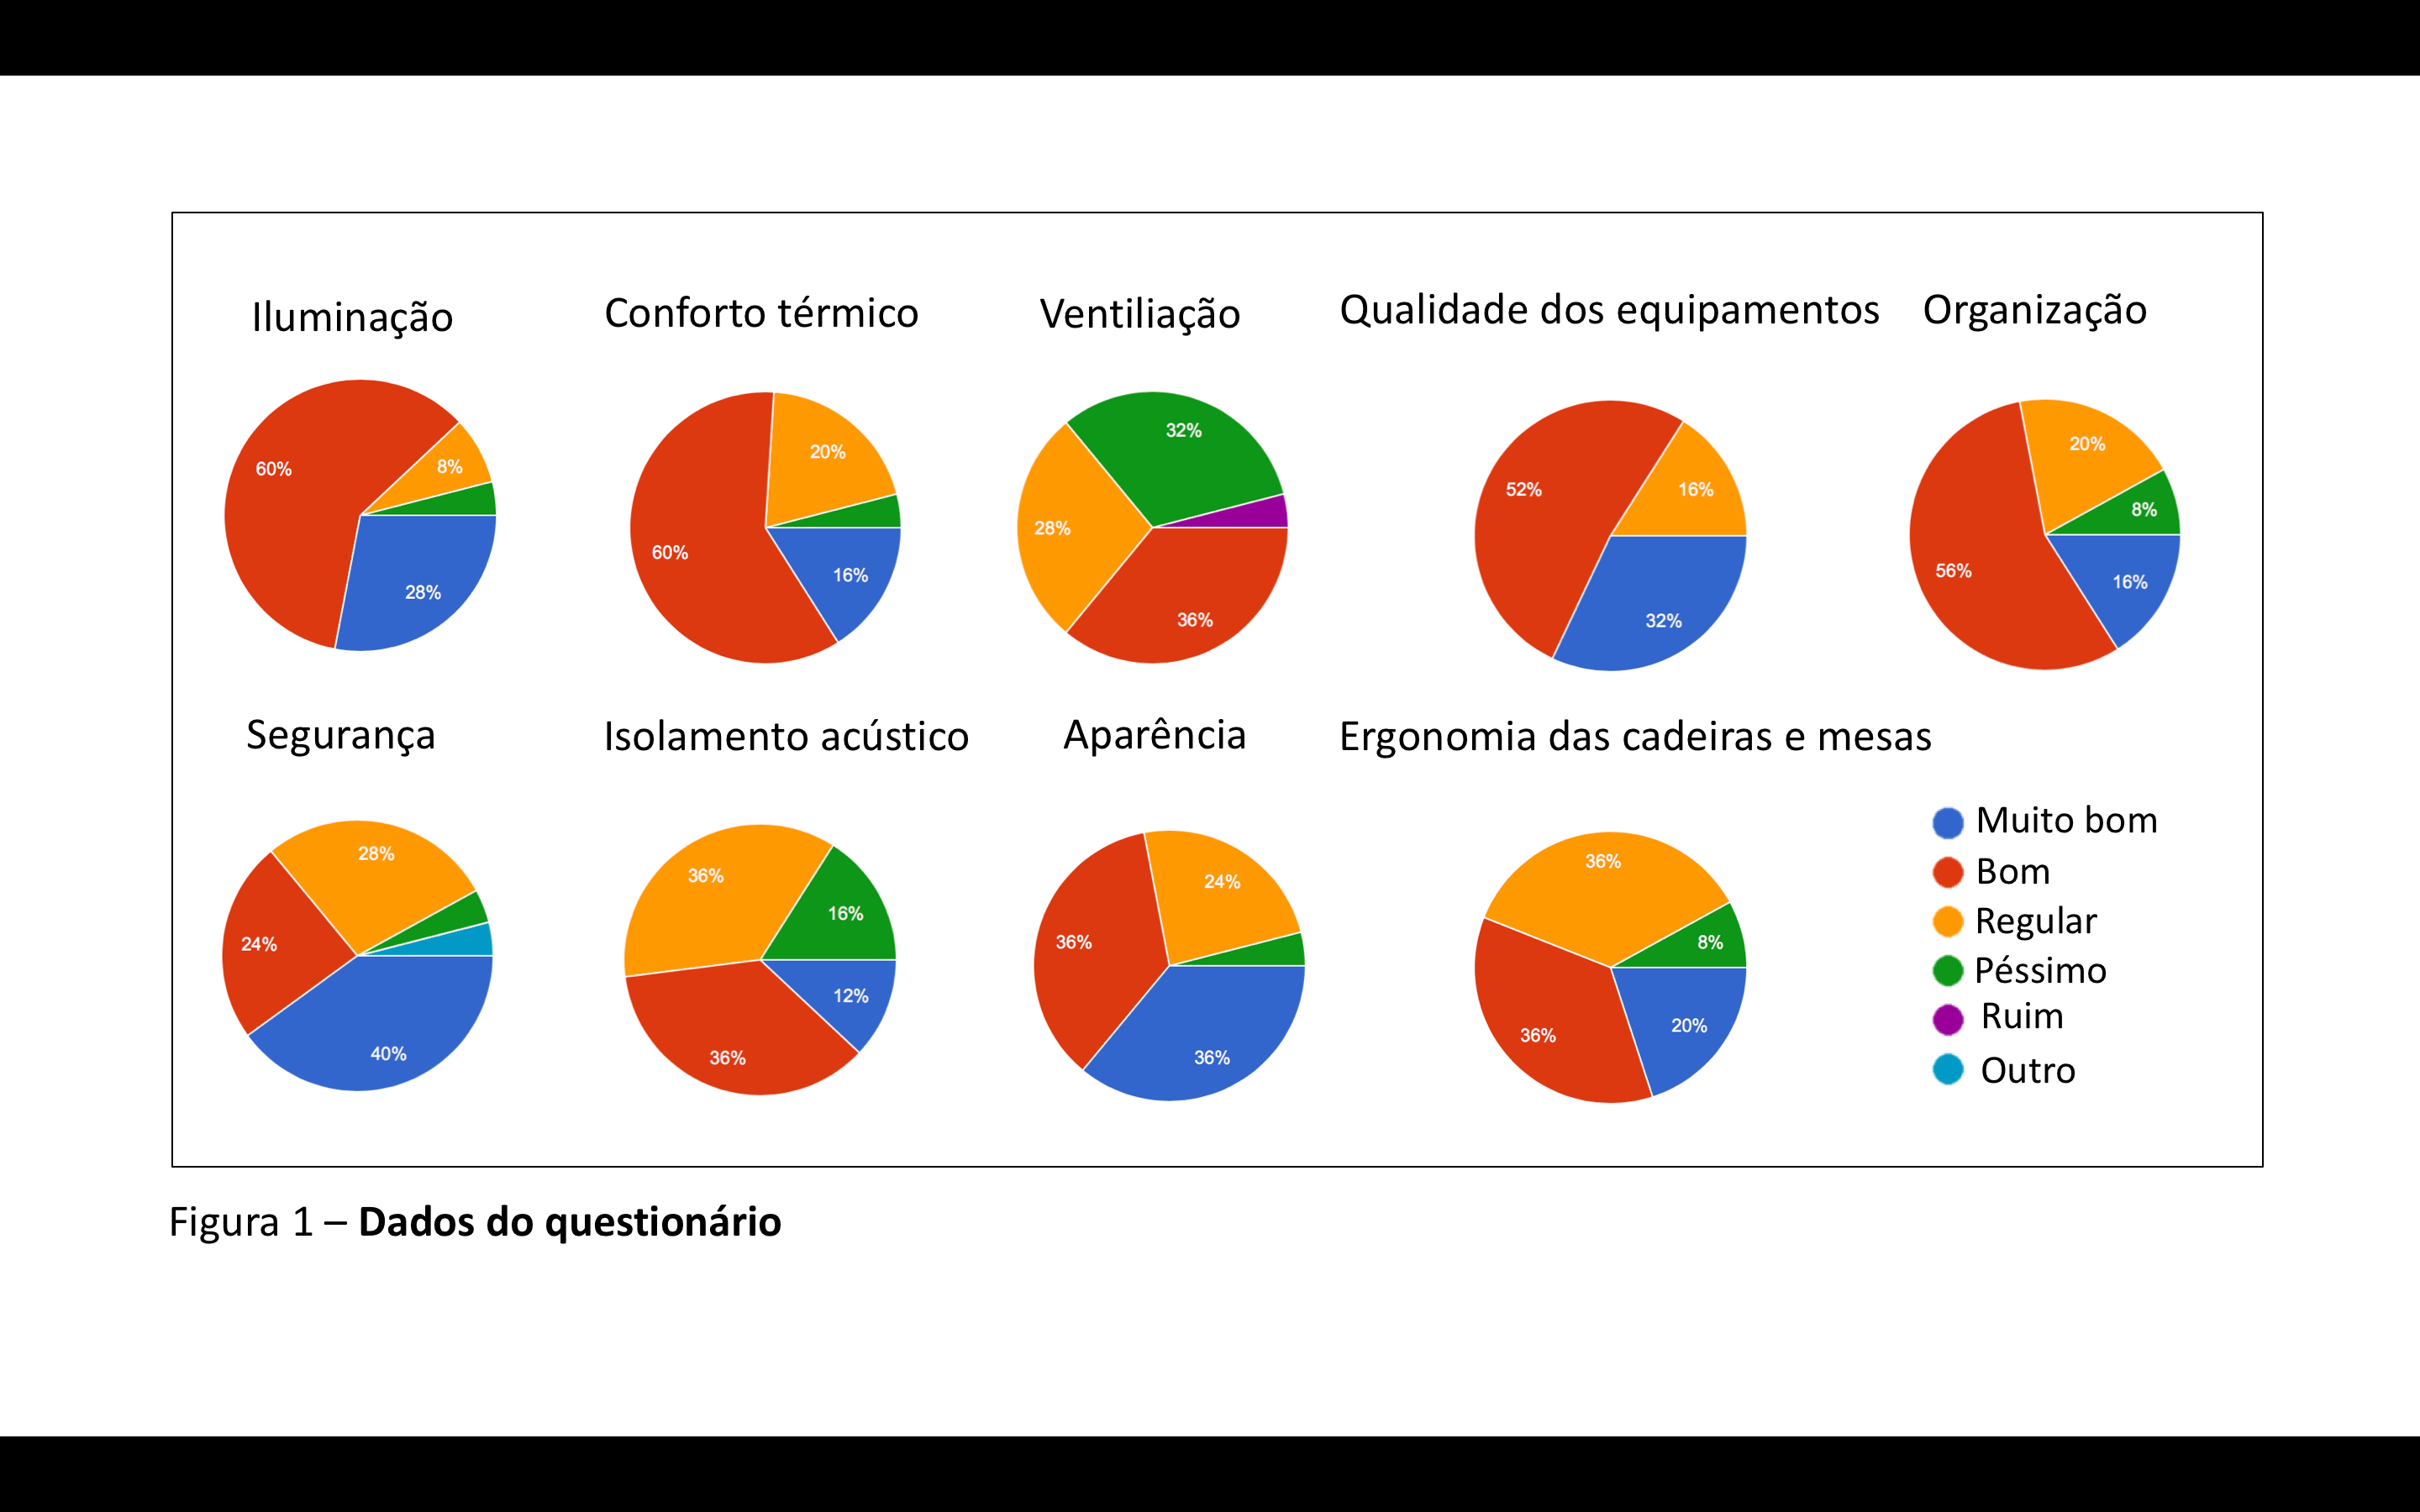 Iluminação
Conforto térmico
Ventiliação
Qualidade dos equipamentos
Organização
60%
8%
28%
20%
60%
16%
32%
28%
36%
52%
16%
32%
20%
8%
56%
16%
Segurança
Isolamento acústico
Aparência
Ergonomia das cadeiras e mesas
28%
24%
40%
36%
16%
12%
36%
24%
36%
36%
36%
8%
36%
20%
Muito bom
Bom
Regular
Péssimo
Ruim
Outro
Figura 1 – Dados do questionário